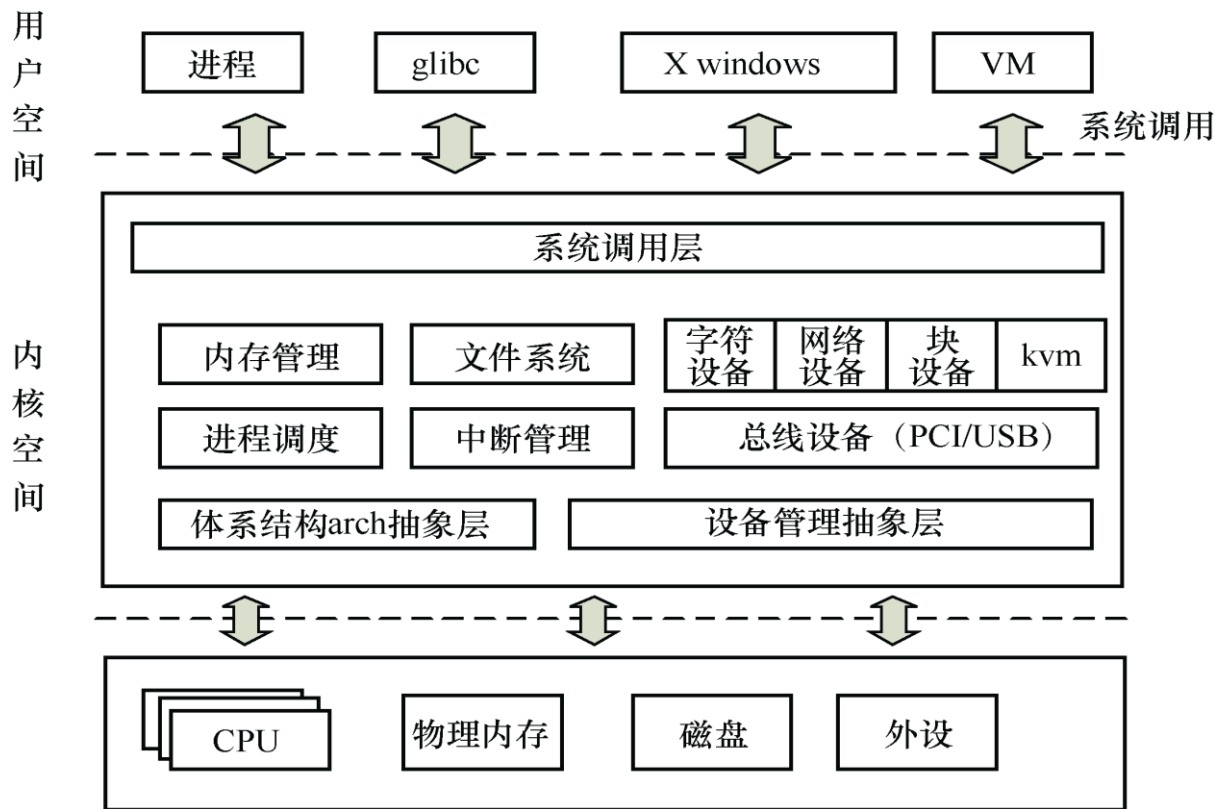 用户空间
进程
glibc
X windows
VM
系统调用
内核空间
系统调用层
内存管理
文件系统
字符设备
网络设备
块设备
kvm
进程调度
中断管理
总线设备（PCI/USB）
体系结构arch抽象层
设备管理抽象层
CPU
物理内存
磁盘
外设